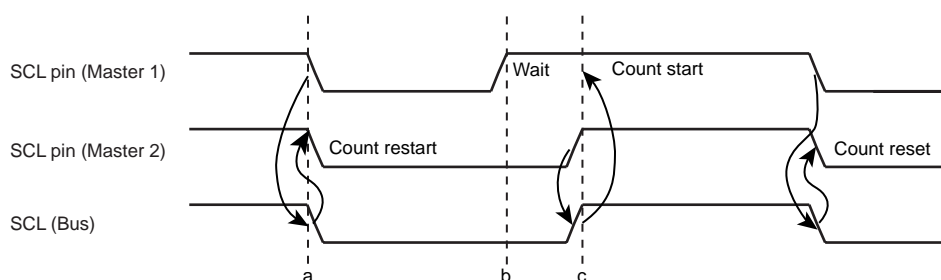 SCL pin (Master 1)
Wait
Count start
SCL pin (Master 2)
Count restart
Count reset
SCL (Bus)
a
b
c